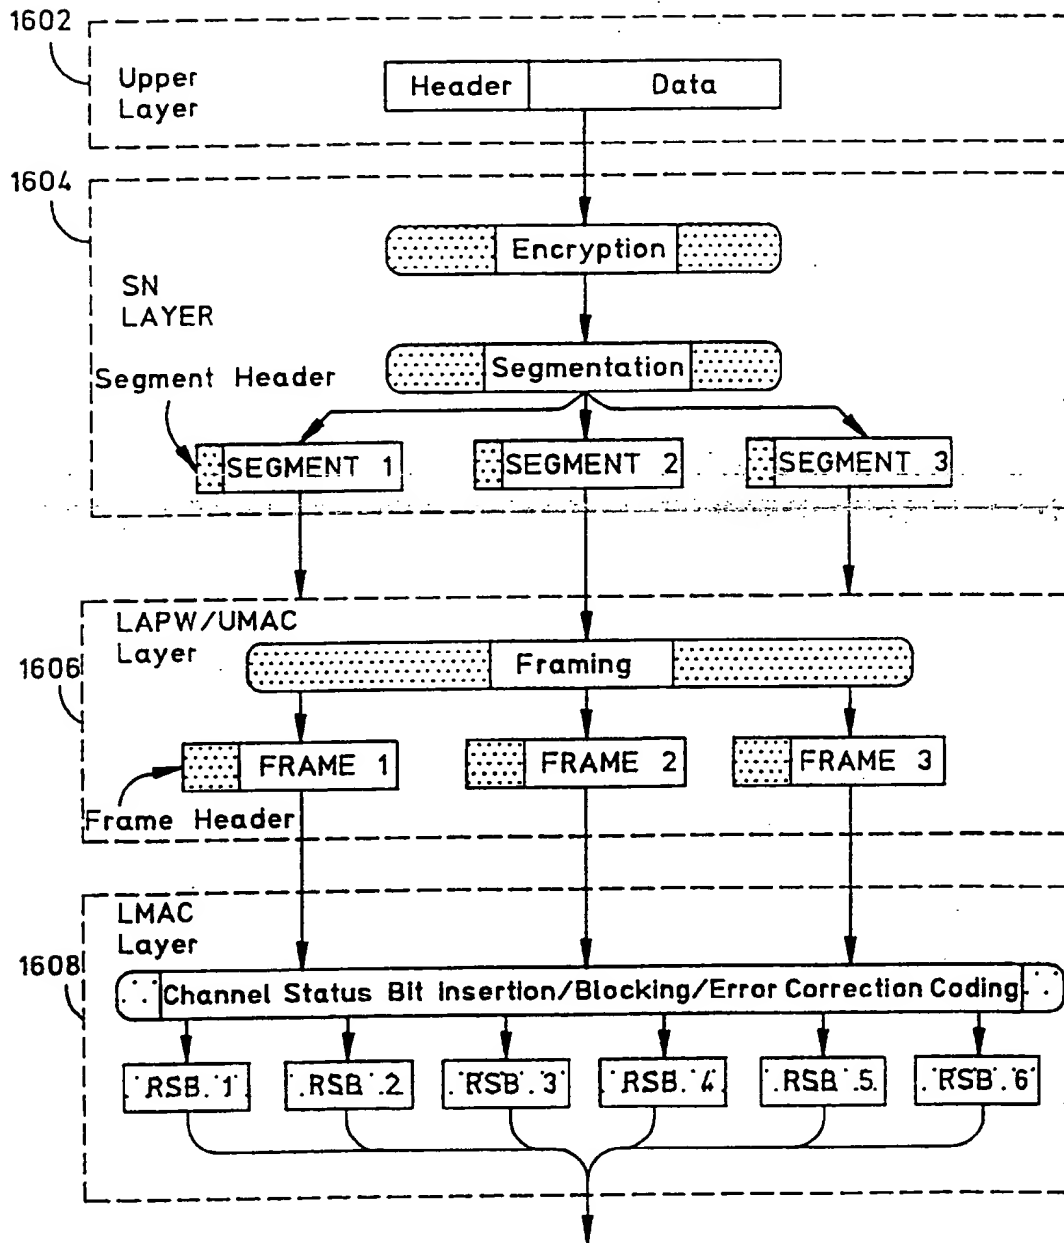 1602
Upper
Layer
Header Data
1604
Encryption
SN
LAYER
Segmentation
Segment Header
SEGMENT 1 SEGMENT 2 SEGMENT 3
LAPW/UMAC
Layer
1606
Framing
FRAME 1 FRAME 2 FRAME 3
Frame Header
LMAC
Layer
1608
Channel Status Bit insertion/Blocking/Error Correction Coding
RSB. 1 RSB 2 RSB. 3 RSB. 4 RSB. 5 RSB. 6